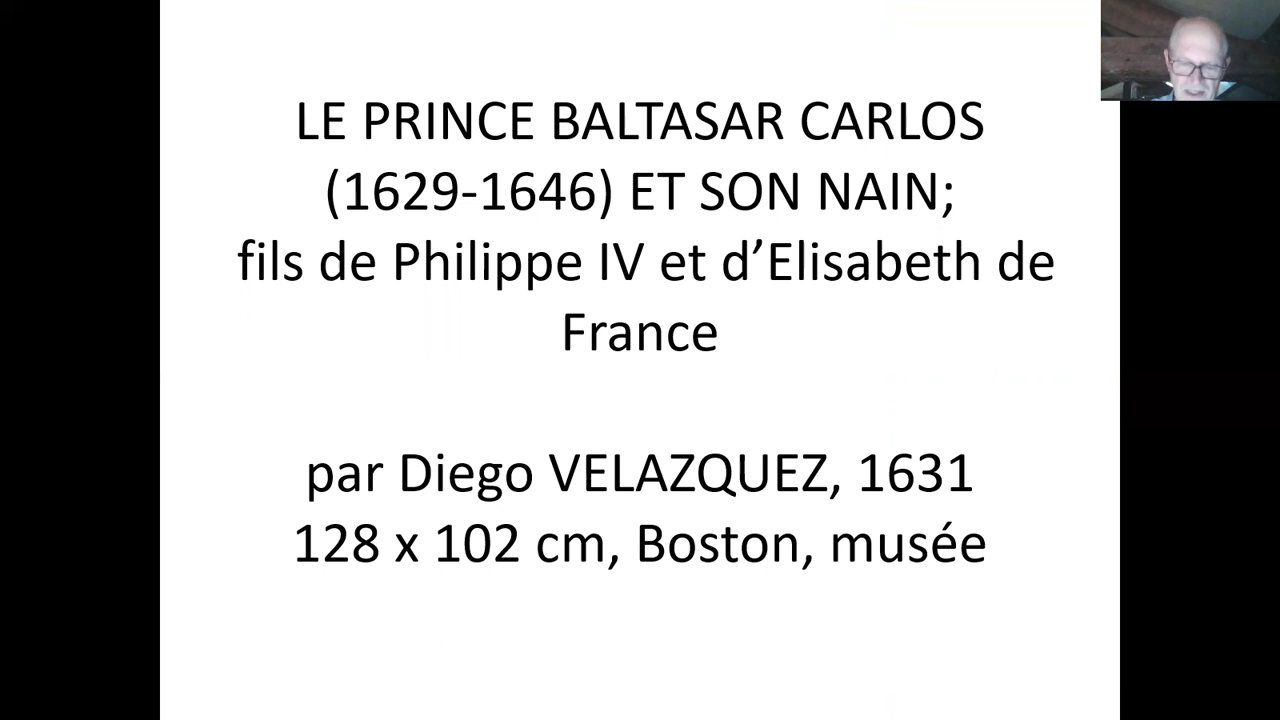 LE PRINCE BALTASAR CARLOS
(1629-1646) ET SON NAIN;
fils de Philippe IV et d’Elisabeth de
France
par Diego VELAZQUEZ, 1631
128 x 102 cm, Boston, musée